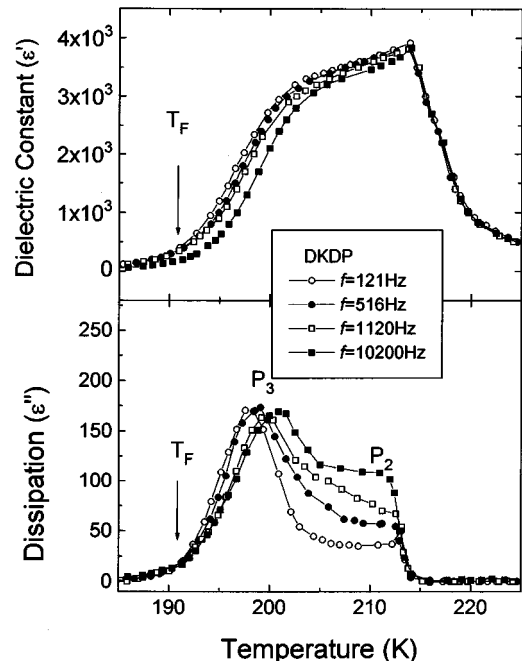 Dielectric Constant (ε')
4x10³
3x10³
2x10³
1x10³
0
T_F
DKDP
f=121Hz
f=516Hz
f=1120Hz
f=10200Hz
Dissipation (ε'')
250
200
150
100
50
0
P₃
P₂
T_F
190 200 210 220
Temperature (K)